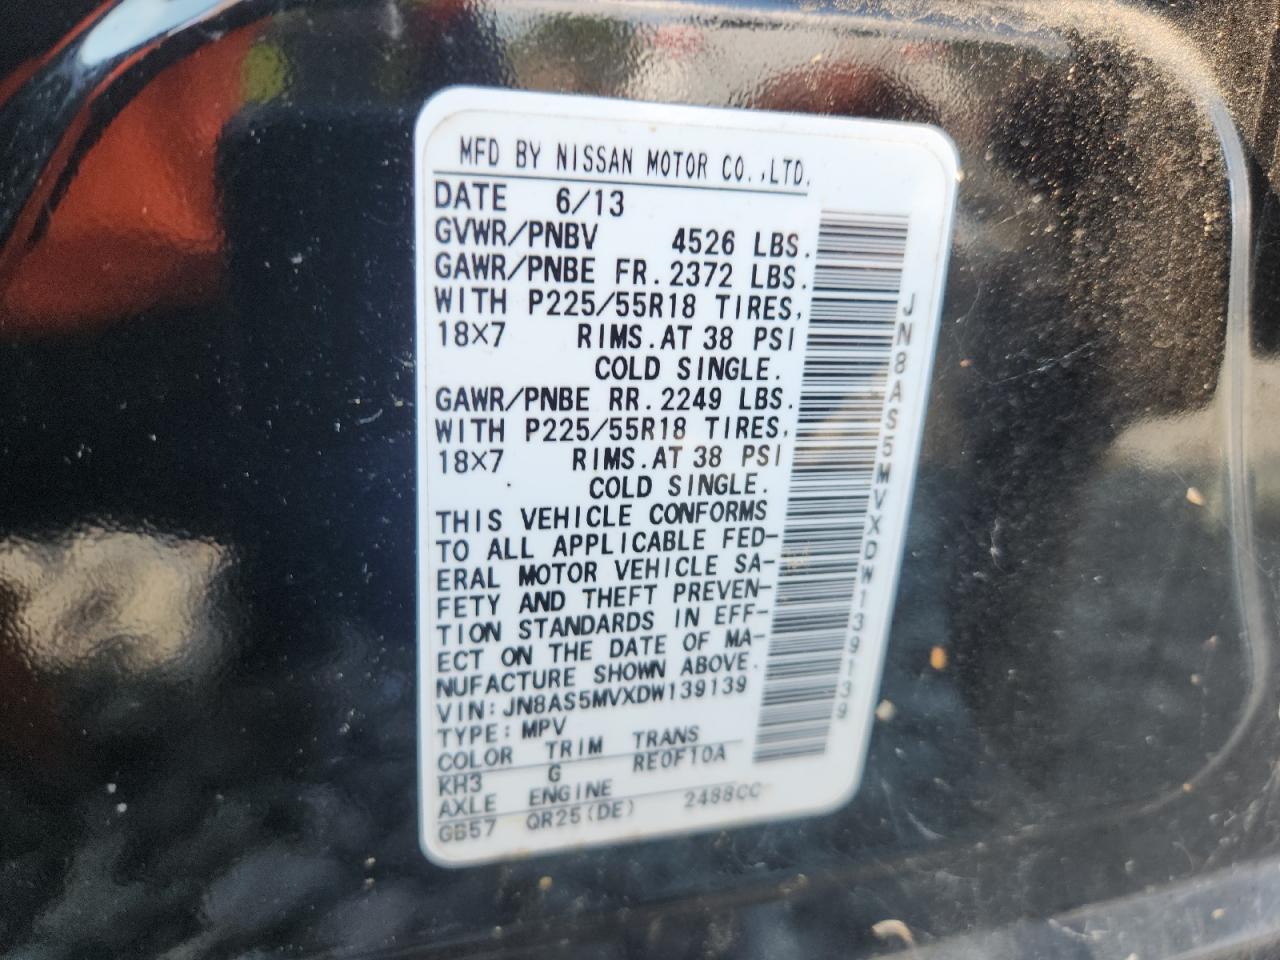 MFD BY NISSAN MOTOR CO.,LTD.
DATE 6/13
GVWR/PNBV 4526 LBS.
GAWR/PNBE FR. 2372 LBS.
WITH P225/55R18 TIRES,
18X7 RIMS. AT 38 PSI
COLD SINGLE.
GAWR/PNBE RR. 2249 LBS.
WITH P225/55R18 TIRES,
18X7 RIMS. AT 38 PSI
COLD SINGLE.
THIS VEHICLE CONFORMS
TO ALL APPLICABLE FED-
ERAL MOTOR VEHICLE SA-
FETY AND THEFT PREVEN-
TION STANDARDS IN EFF-
ECT ON THE DATE OF MA-
NUFACTURE SHOWN ABOVE.
VIN: JN8AS5MVXDW139139
TYPE: MPV
COLOR TRIM TRANS
KH3 G RE0F10A
AXLE ENGINE
GB57 QR25(DE) 2488CC
JN8AS5MVXDW139139